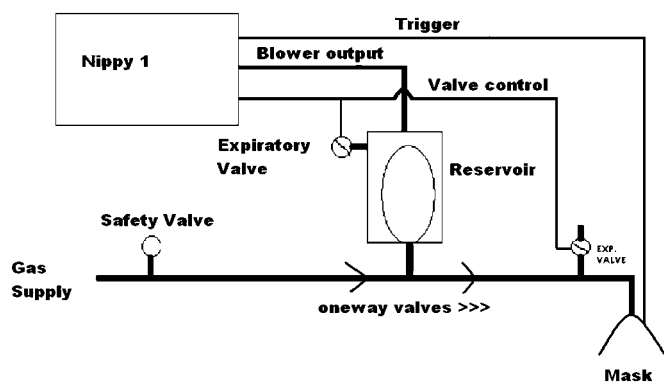 Trigger
Blower output
Nippy 1
Valve control
Expiratory
Valve
Reservoir
Safety Valve
EXP.
VALVE
Gas
Supply
oneway valves >>>
Mask